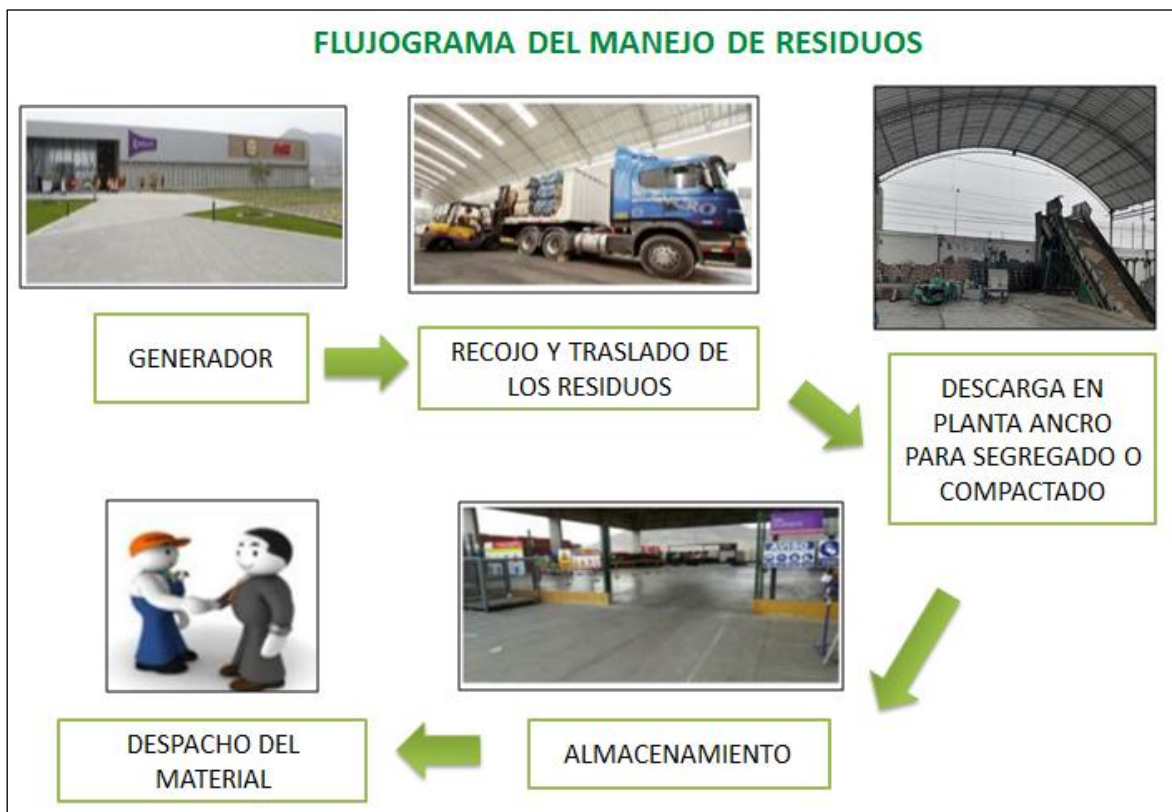 FLUJOGRAMA DEL MANEJO DE RESIDUOS
GENERADOR
RECOJO Y TRASLADO DE
LOS RESIDUOS
DESCARGA EN
PLANTA ANCRO
PARA SEGREGADO O
COMPACTADO
AVISO
ALMACENAMIENTO
DESPACHO DEL
MATERIAL